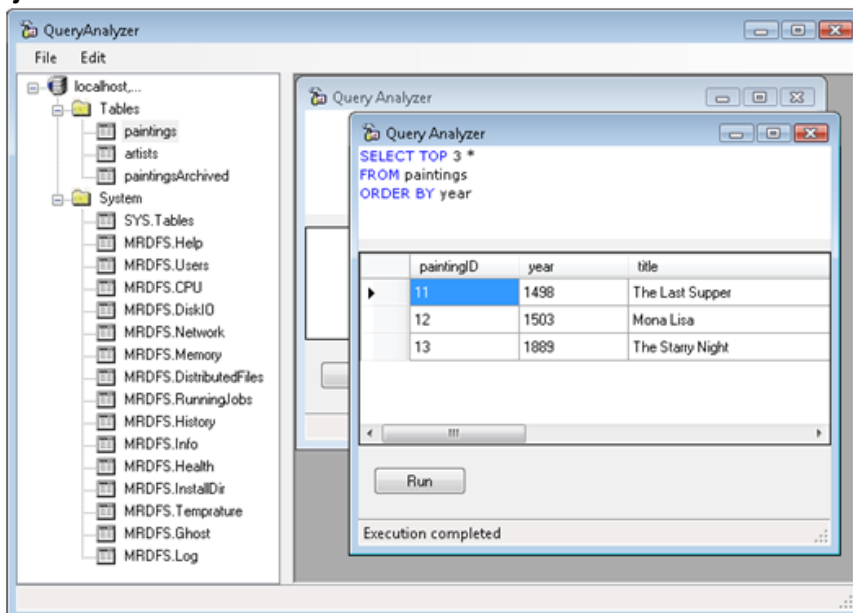 QueryAnalyzer
File Edit
localhost,...
Tables
paintings
artists
paintingsArchived
System
SYS.Tables
MRDFS.Help
MRDFS.Users
MRDFS.CPU
MRDFS.DiskIO
MRDFS.Network
MRDFS.Memory
MRDFS.DistributedFiles
MRDFS.RunningJobs
MRDFS.History
MRDFS.Info
MRDFS.Health
MRDFS.InstallDir
MRDFS.Temprature
MRDFS.Ghost
MRDFS.Log
Query Analyzer
Query Analyzer
SELECT TOP 3 *
FROM paintings
ORDER BY year
paintingID year title
11 1498 The Last Supper
12 1503 Mona Lisa
13 1889 The Starry Night
Run
Execution completed